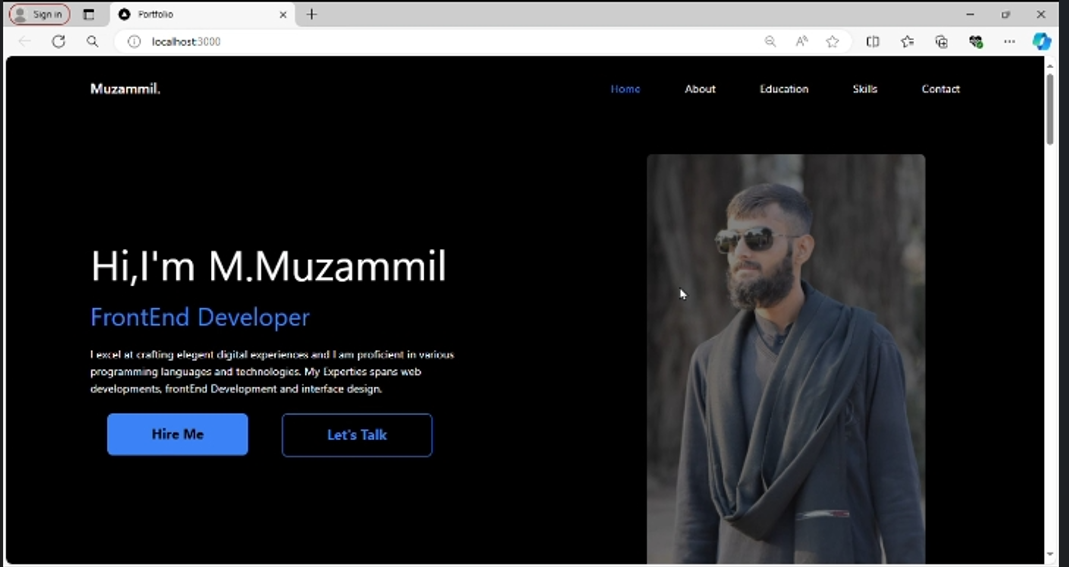 Sign in
Portfolio
localhost:3000
Muzammil.
Home
About
Education
Skills
Contact
Hi,I'm M.Muzammil
FrontEnd Developer
I excel at crafting elegent digital experiences and I am proficient in various
programming languages and technologies. My Experties spans web
developments, frontEnd Development and interface design.
Hire Me
Let's Talk